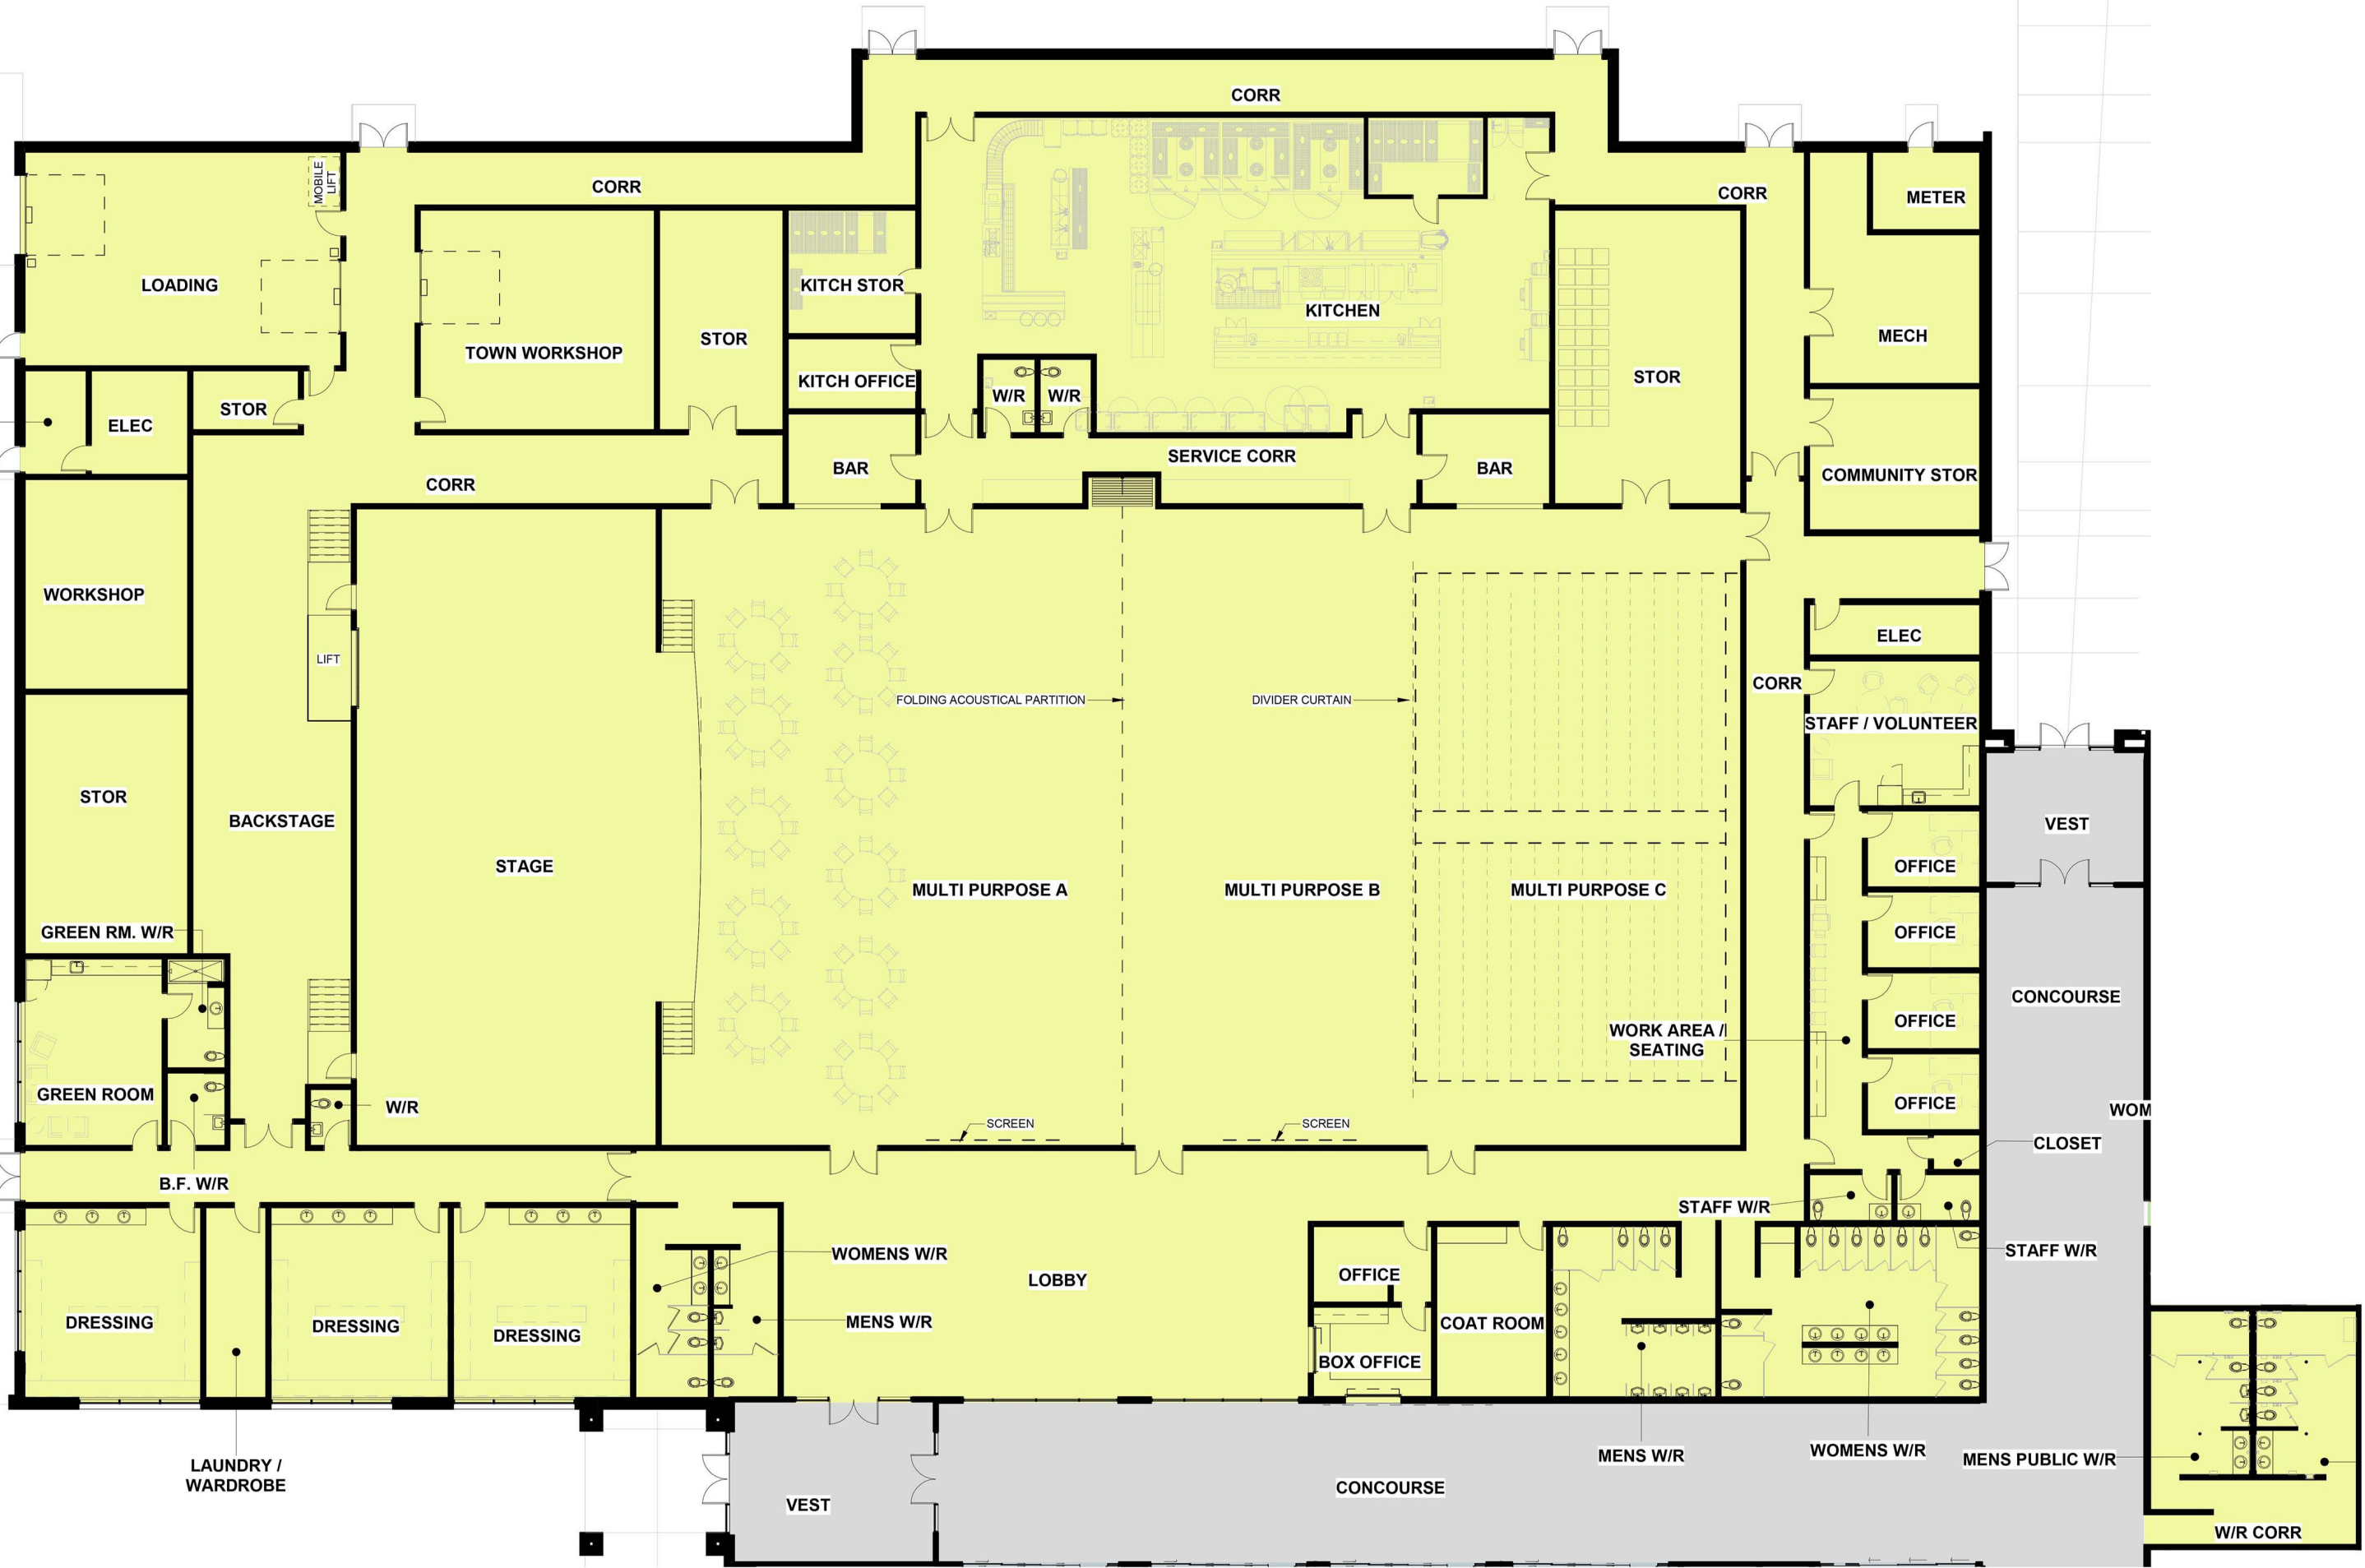 CORR
CORR
MOBILE
LIFT
CORR
METER
LOADING
KITCH STOR
KITCHEN
TOWN WORKSHOP
STOR
MECH
KITCH OFFICE
STOR
W/R
W/R
STOR
ELEC
SERVICE CORR
BAR
BAR
COMMUNITY STOR
CORR
WORKSHOP
ELEC
LIFT
CORR
FOLDING ACOUSTICAL PARTITION
DIVIDER CURTAIN
STAFF / VOLUNTEER
STOR
BACKSTAGE
VEST
STAGE
OFFICE
MULTI PURPOSE A
MULTI PURPOSE B
MULTI PURPOSE C
GREEN RM. W/R
OFFICE
CONCOURSE
OFFICE
WORK AREA /
SEATING
GREEN ROOM
W/R
OFFICE
WOM
SCREEN
SCREEN
CLOSET
B.F. W/R
STAFF W/R
WOMENS W/R
STAFF W/R
LOBBY
OFFICE
DRESSING
DRESSING
DRESSING
MENS W/R
COAT ROOM
BOX OFFICE
LAUNDRY /
WARDROBE
MENS W/R
WOMENS W/R
MENS PUBLIC W/R
CONCOURSE
VEST
W/R CORR